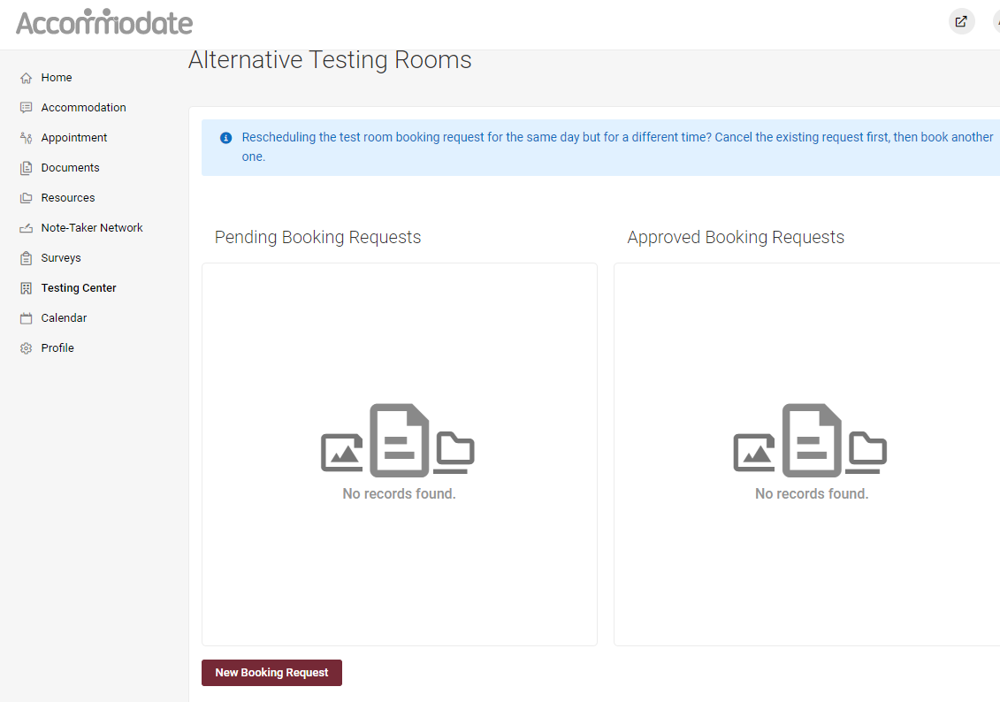 Accommodate
Alternative Testing Rooms
Home
Accommodation
Appointment
Documents
Resources
Note-Taker Network
Surveys
Testing Center
Calendar
Profile
Rescheduling the test room booking request for the same day but for a different time? Cancel the existing request first, then book another
one.
Pending Booking Requests
No records found.
Approved Booking Requests
No records found.
New Booking Request